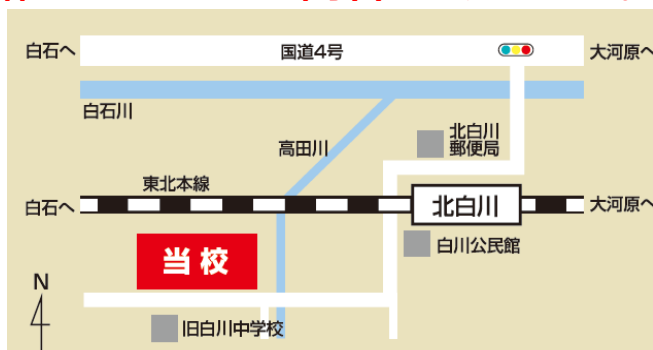 白石へ
国道4号
大河原へ
白石川
北白川
郵便局
高田川
東北本線
白石へ
北白川
大河原へ
白川公民館
当校
N
旧白川中学校